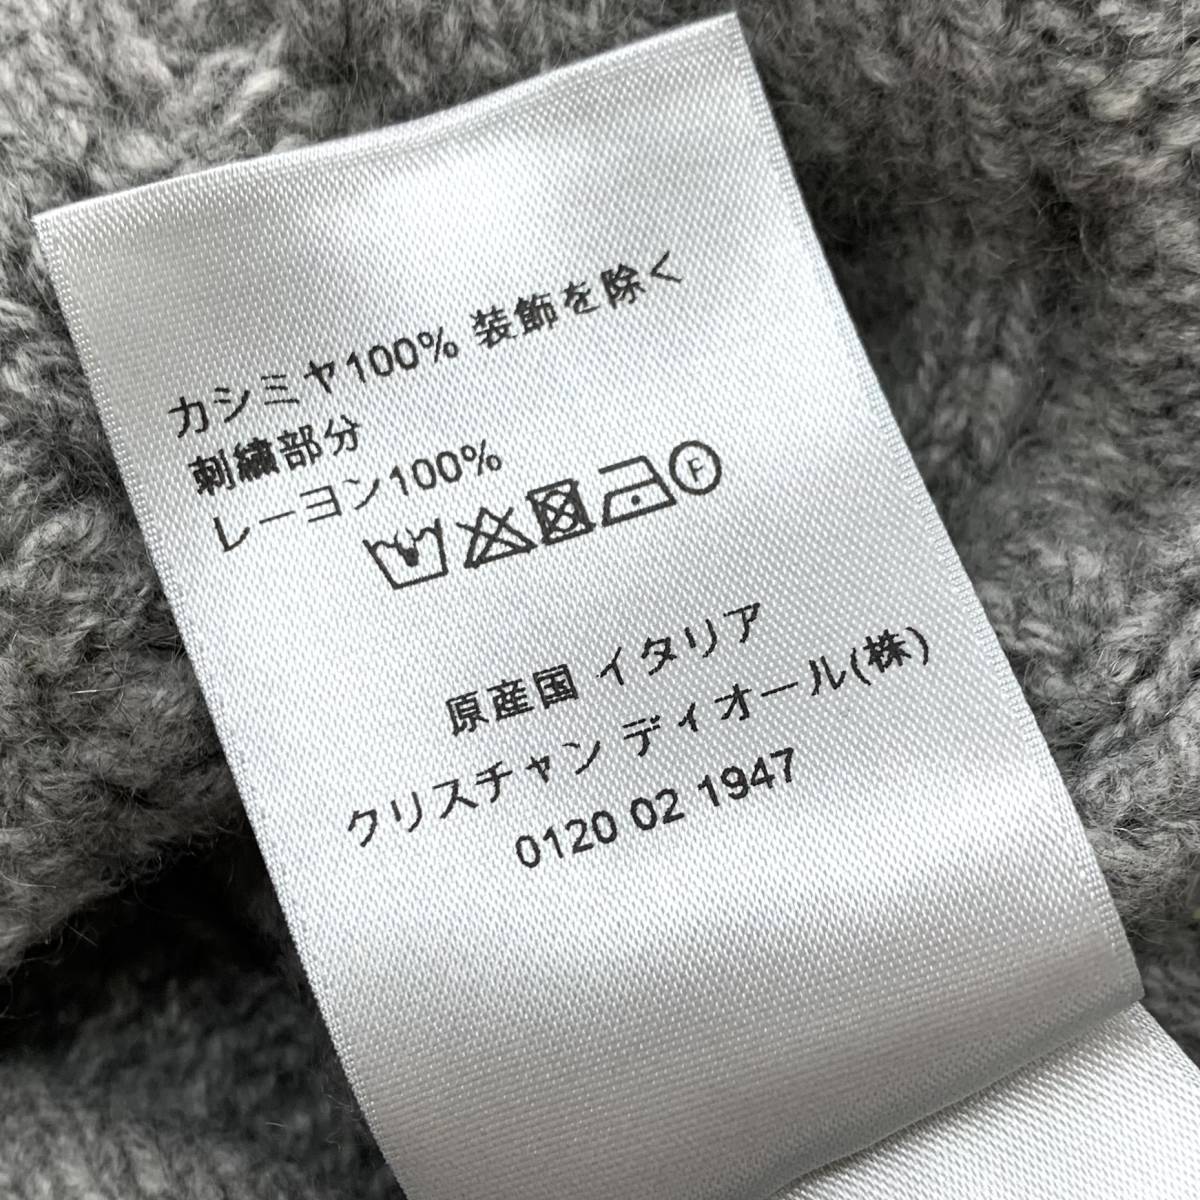 カシミヤ100% 装飾を除く
刺繍部分
レーヨン100%
F
原産国 イタリア
クリスチャン ディオール(株)
0120 02 1947